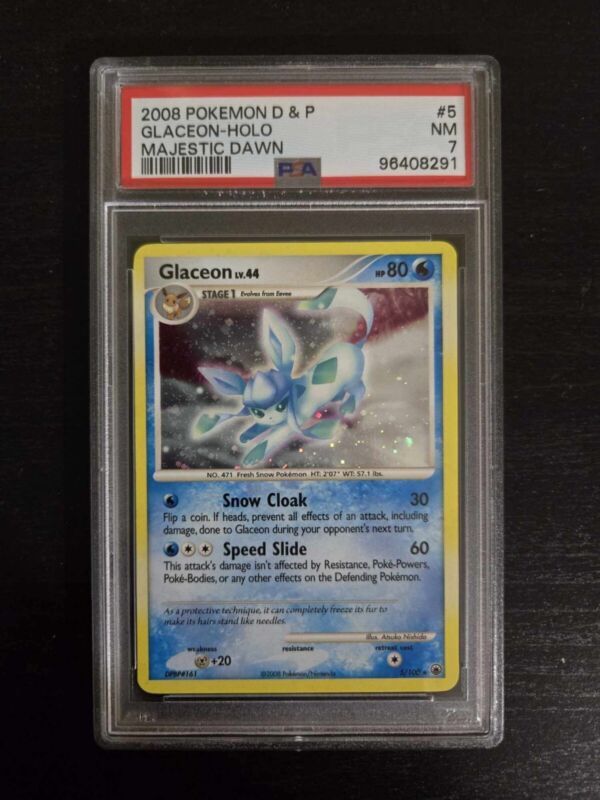 2008 POKEMON D & P #5
GLACEON-HOLO NM
MAJESTIC DAWN 7
PSA 96408291
Glaceon LV.44 HP 80
STAGE 1 Evolves from Eevee
NO. 471 Fresh Snow Pokémon HT: 2'07" WT: 57.1 lbs.
Snow Cloak 30
Flip a coin. If heads, prevent all effects of an attack, including
damage, done to Glaceon during your opponent's next turn.
Speed Slide 60
This attack's damage isn't affected by Resistance, Poké-Powers,
Poké-Bodies, or any other effects on the Defending Pokémon.
As a protective technique, it can completely freeze its fur to
make its hairs stand like needles.
Illus. Atsuko Nishida
weakness resistance retreat cost
+20
DPBP#161 ©2008 Pokémon/Nintendo 5/100